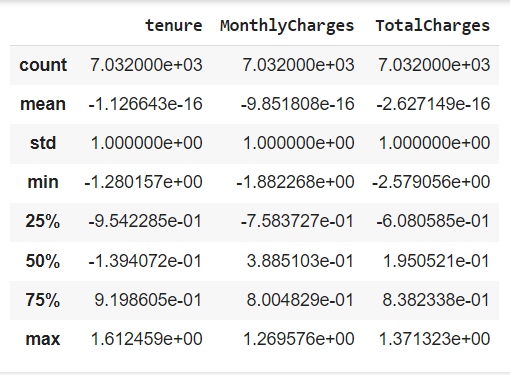 tenure MonthlyCharges TotalCharges
count 7.032000e+03 7.032000e+03 7.032000e+03
mean -1.126643e-16 -9.851808e-16 -2.627149e-16
std 1.000000e+00 1.000000e+00 1.000000e+00
min -1.280157e+00 -1.882268e+00 -2.579056e+00
25% -9.542285e-01 -7.583727e-01 -6.080585e-01
50% -1.394072e-01 3.885103e-01 1.950521e-01
75% 9.198605e-01 8.004829e-01 8.382338e-01
max 1.612459e+00 1.269576e+00 1.371323e+00